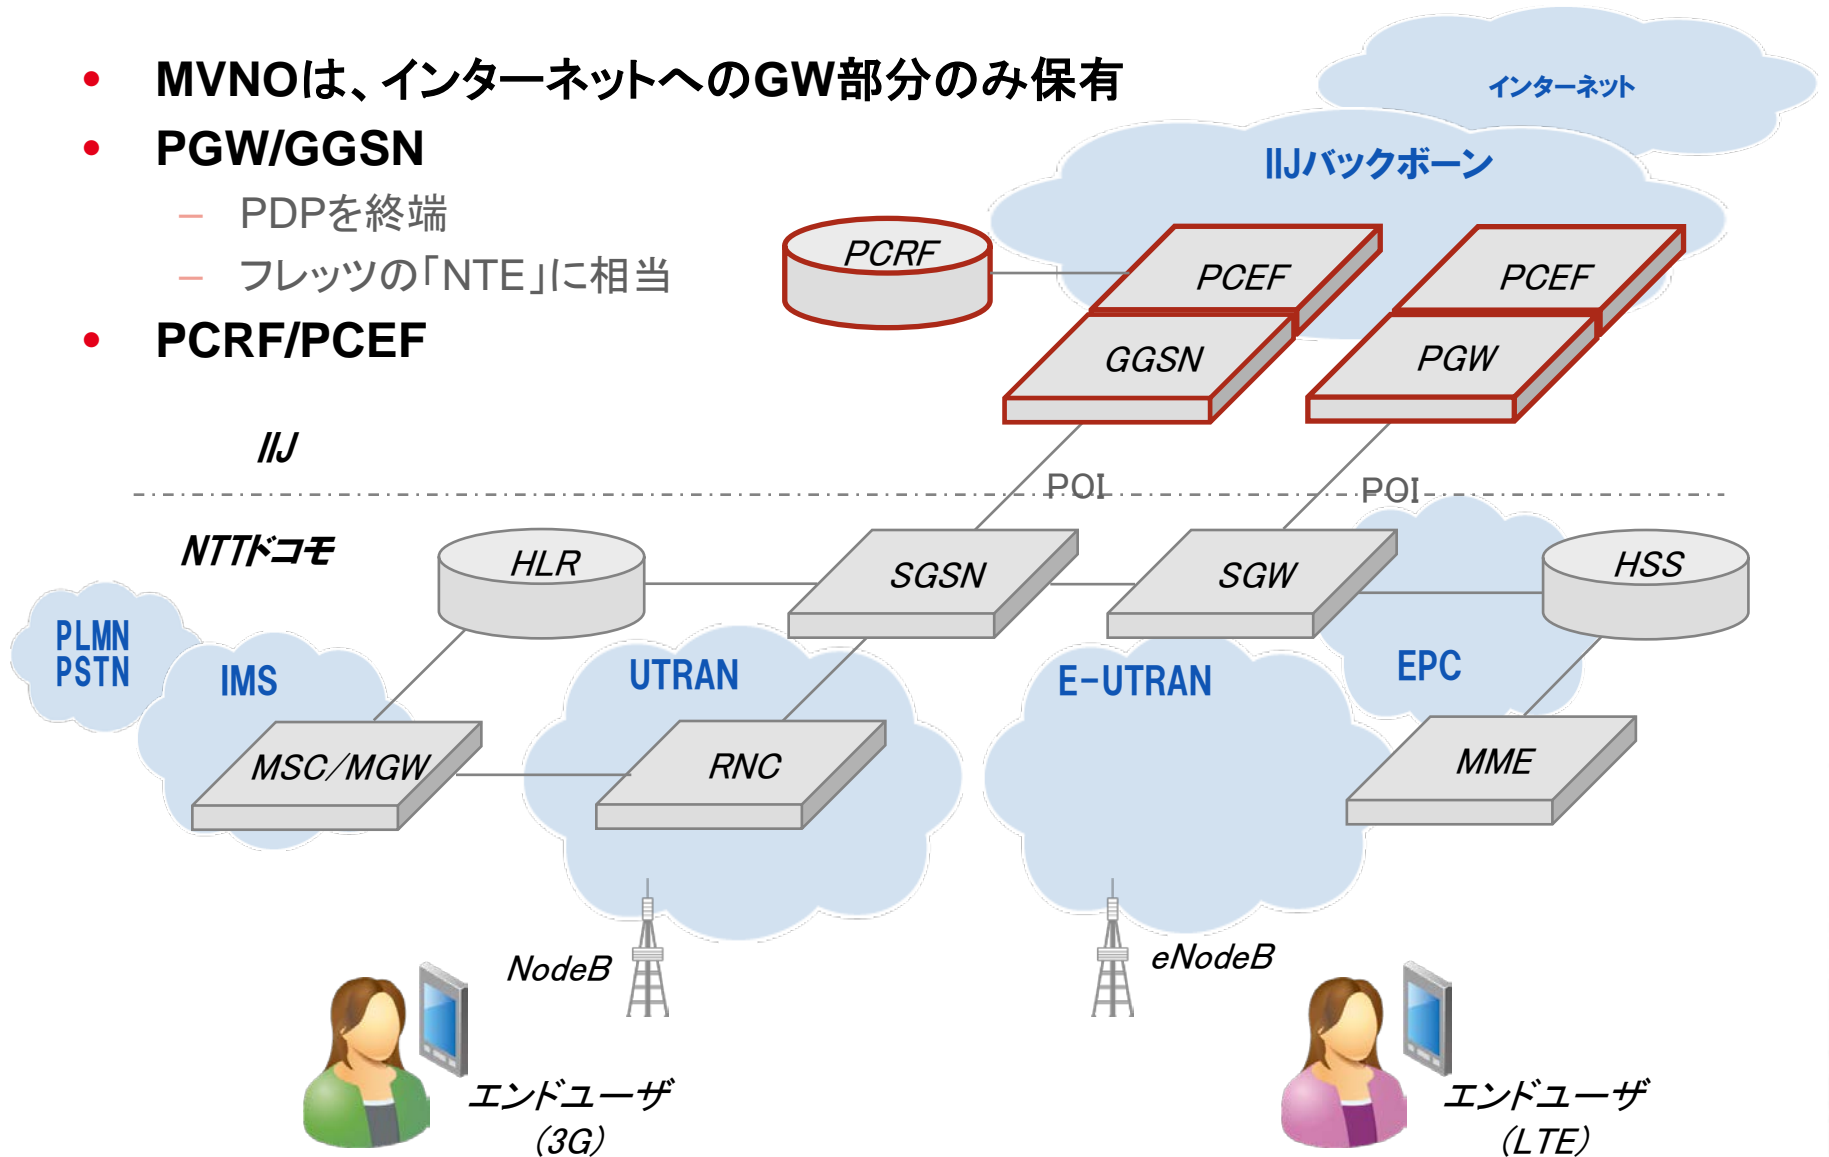 • MVNOは、インターネットへのGW部分のみ保有
• PGW/GGSN
– PDPを終端
– フレッツの「NTE」に相当
• PCRF/PCEF
インターネット
IIJバックボーン
PCRF
PCEF
PCEF
GGSN
PGW
IIJ
POI
POI
NTTドコモ
HLR
SGSN
SGW
HSS
PLMN
PSTN
IMS
UTRAN
E-UTRAN
EPC
MSC/MGW
RNC
MME
NodeB
eNodeB
エンドユーザ
(3G)
エンドユーザ
(LTE)